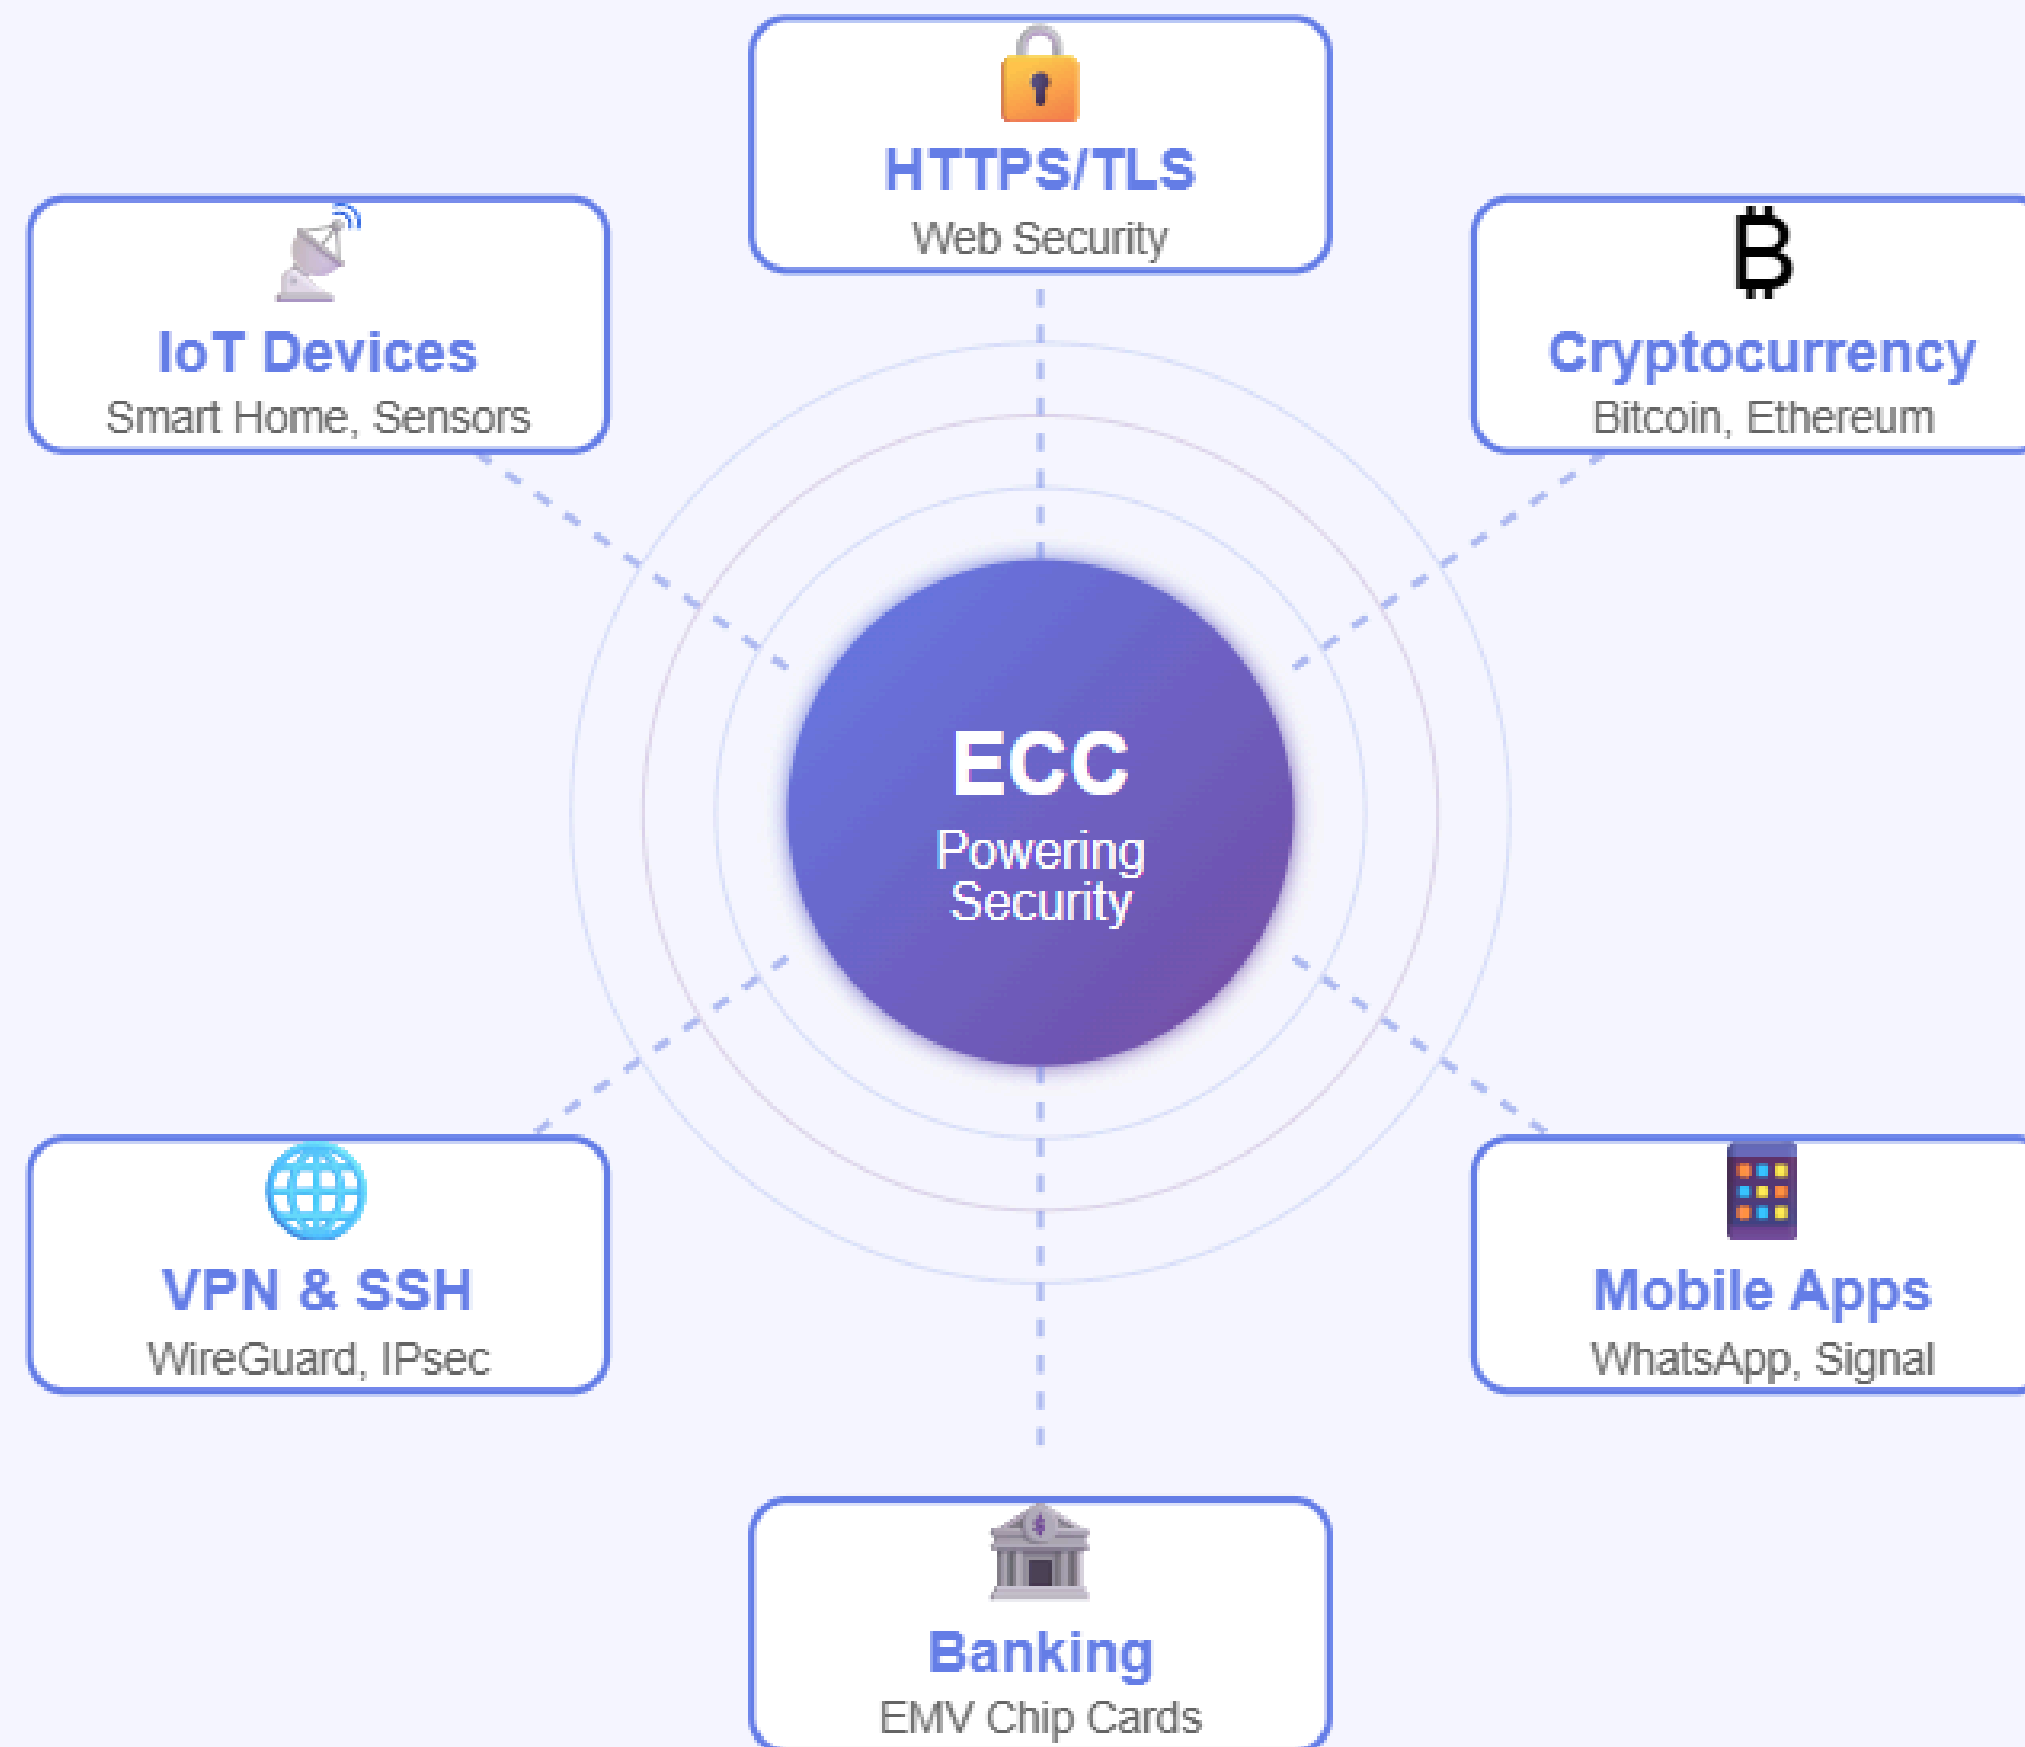 HTTPS/TLS
Web Security
IoT Devices
Smart Home, Sensors
Cryptocurrency
Bitcoin, Ethereum
ECC
Powering
Security
VPN & SSH
WireGuard, IPsec
Mobile Apps
WhatsApp, Signal
Banking
EMV Chip Cards